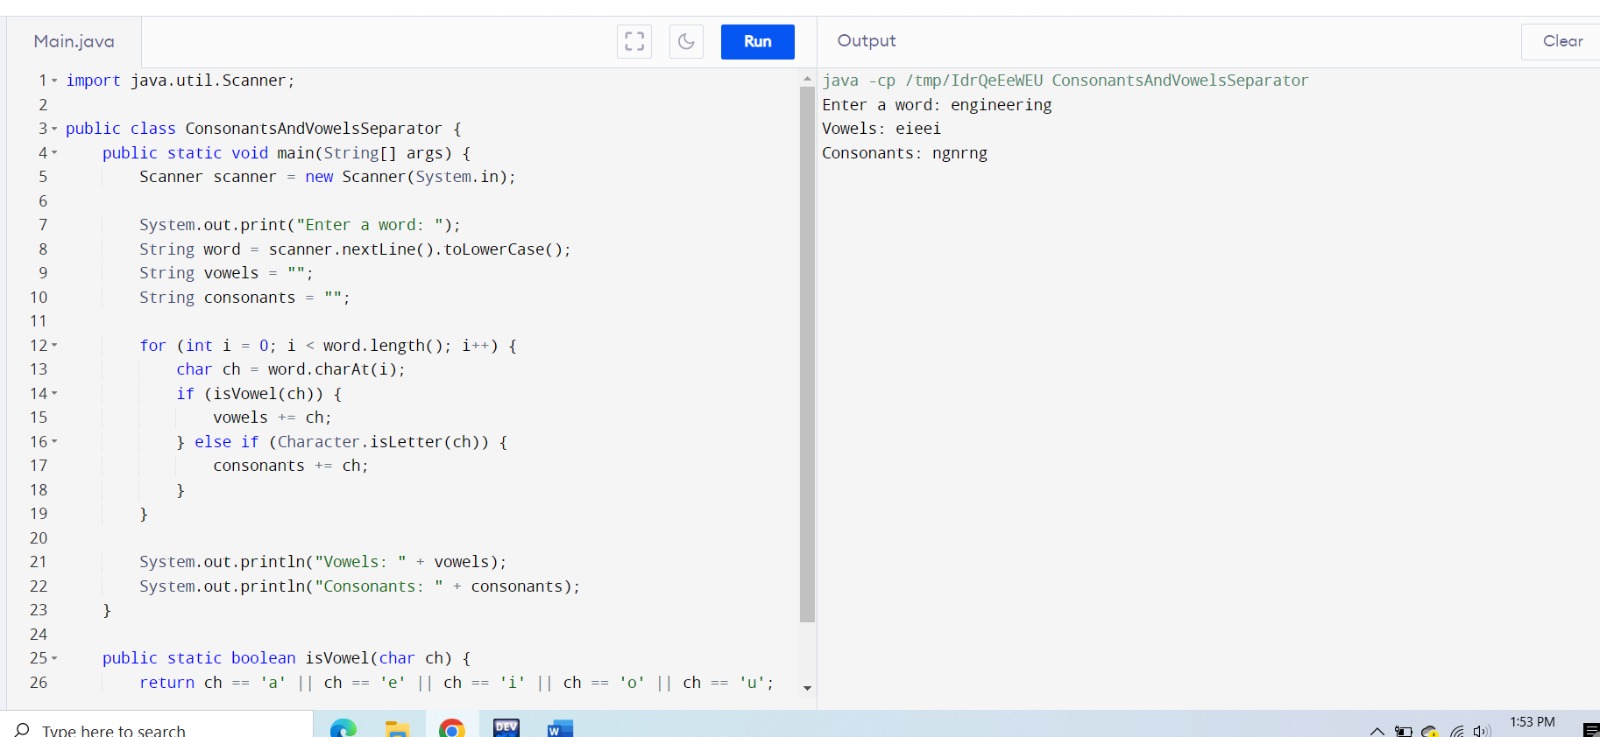 Main.java
Run
Output
Clear
1 import java.util.Scanner;
2
3 public class ConsonantsAndVowelsSeparator {
4 public static void main(String[] args) {
5 Scanner scanner = new Scanner(System.in);
6
7 System.out.print("Enter a word: ");
8 String word = scanner.nextLine().toLowerCase();
9 String vowels = "";
10 String consonants = "";
11
12 for (int i = 0; i < word.length(); i++) {
13 char ch = word.charAt(i);
14 if (isVowel(ch)) {
15 vowels += ch;
16 } else if (Character.isLetter(ch)) {
17 consonants += ch;
18 }
19 }
20
21 System.out.println("Vowels: " + vowels);
22 System.out.println("Consonants: " + consonants);
23 }
24
25 public static boolean isVowel(char ch) {
26 return ch == 'a' || ch == 'e' || ch == 'i' || ch == 'o' || ch == 'u';
java -cp /tmp/IdrQeEeWEU ConsonantsAndVowelsSeparator
Enter a word: engineering
Vowels: eieei
Consonants: ngnrng
Type here to search
DEV
W
1:53 PM